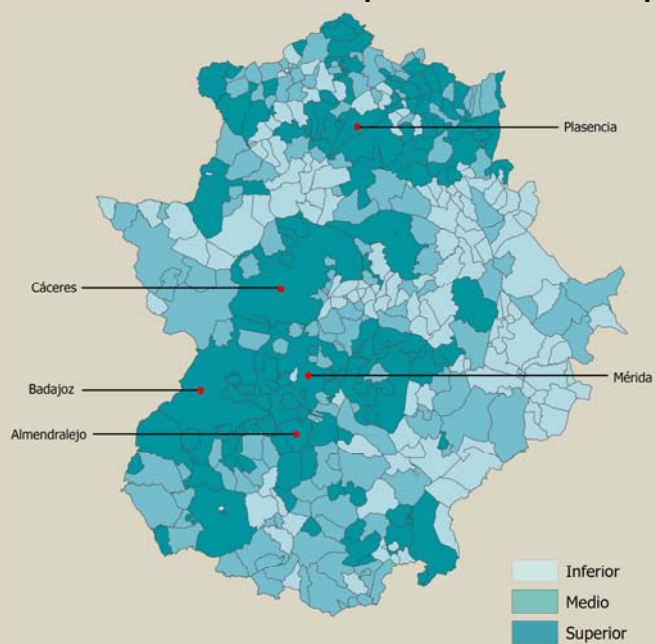 Plasencia
Cáceres
Mérida
Badajoz
Almendralejo
Inferior
Medio
Superior